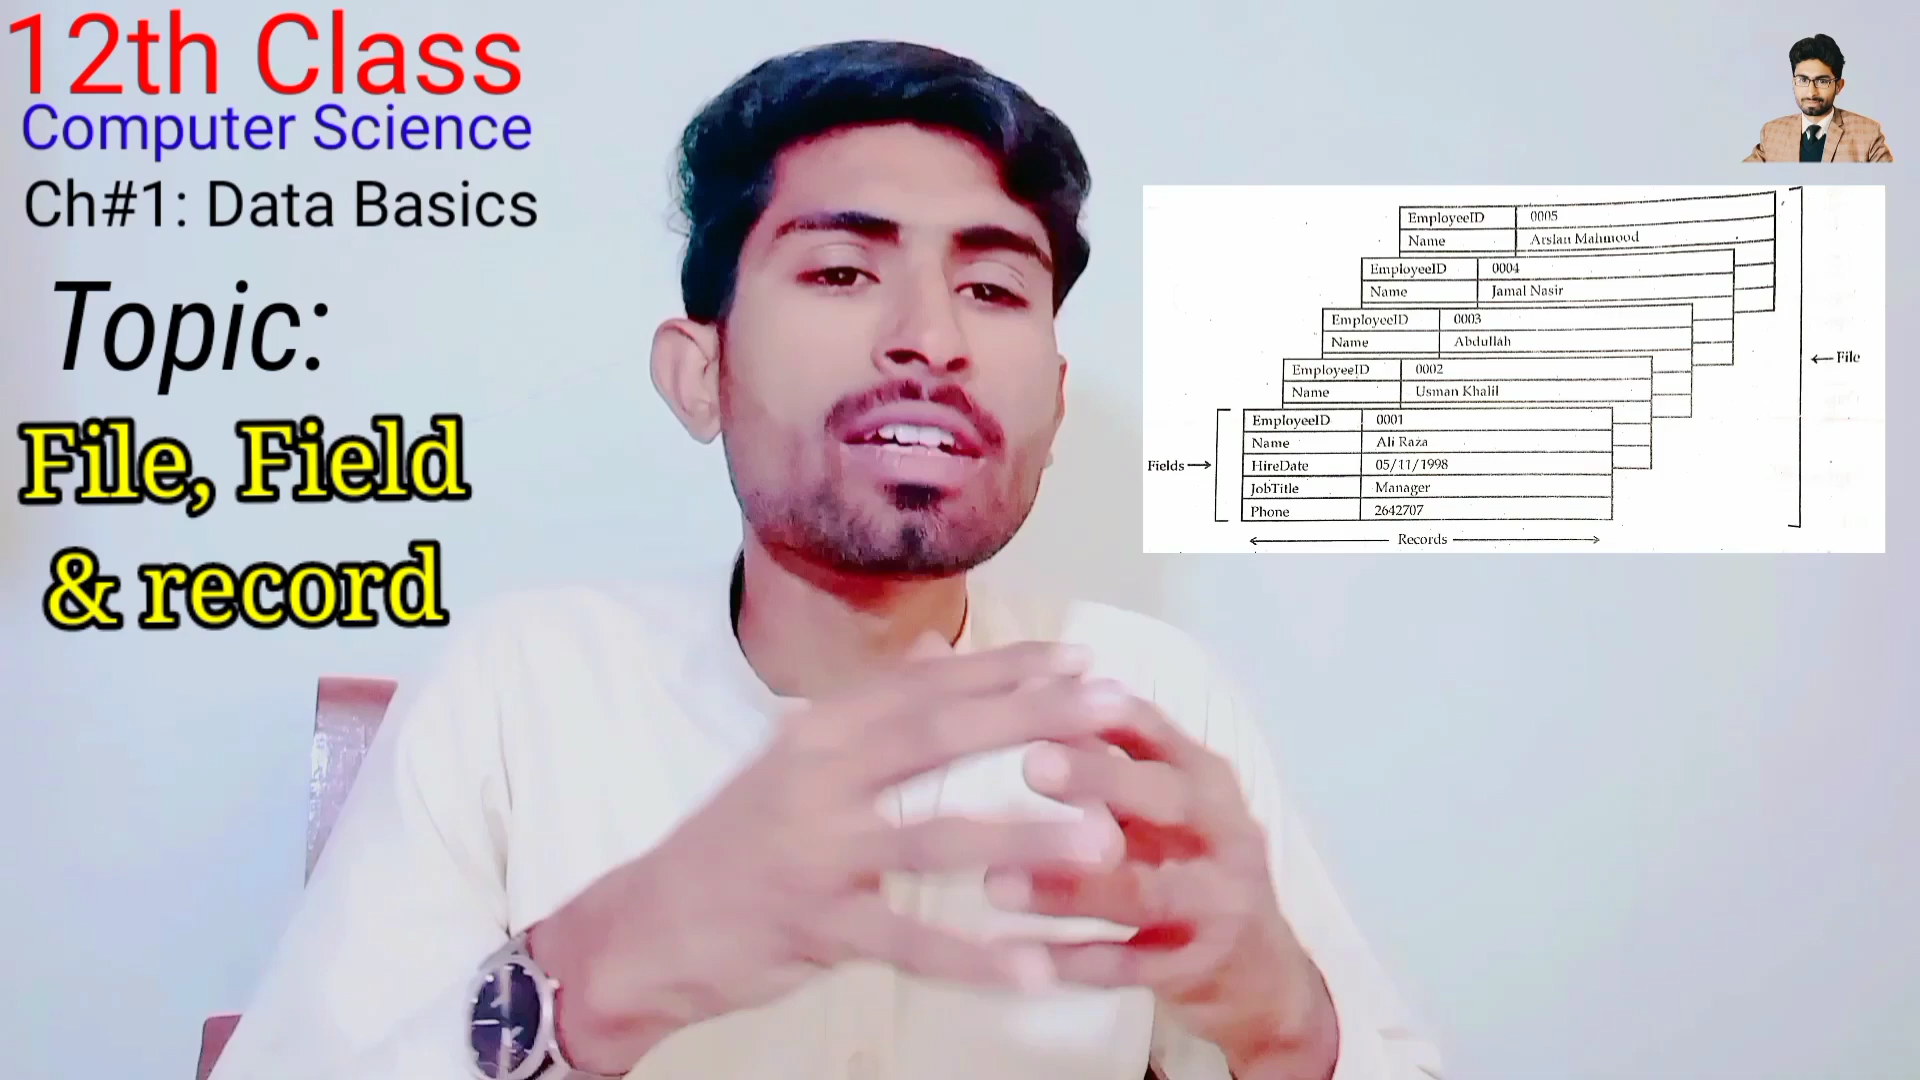 12th Class
Computer Science
Ch#1: Data Basics
Topic:
File, Field
& record
EmployeeID 0005
Name Arslan Mahmood
EmployeeID 0004
Name Jamal Nasir
EmployeeID 0003
Name Abdullah
EmployeeID 0002
Name Usman Khalil
EmployeeID 0001
Name Ali Raza
HireDate 05/11/1998
JobTitle Manager
Phone 2642707
Fields
Records
File